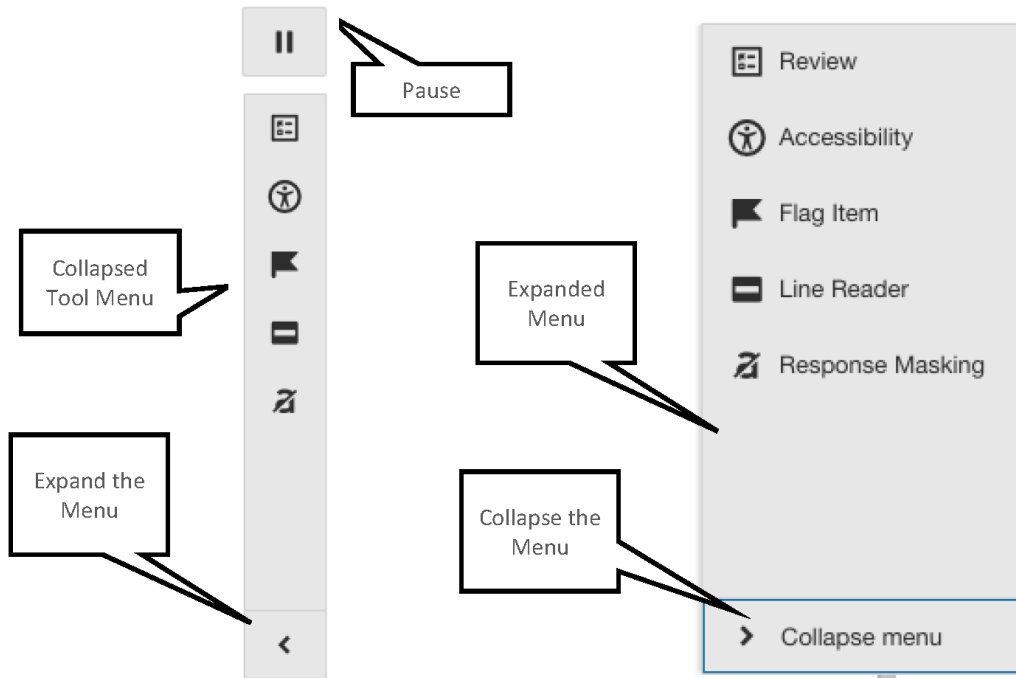 Pause
Collapsed
Tool Menu
Expand the
Menu
Review
Accessibility
Flag Item
Line Reader
Response Masking
Expanded
Menu
Collapse the
Menu
Collapse menu